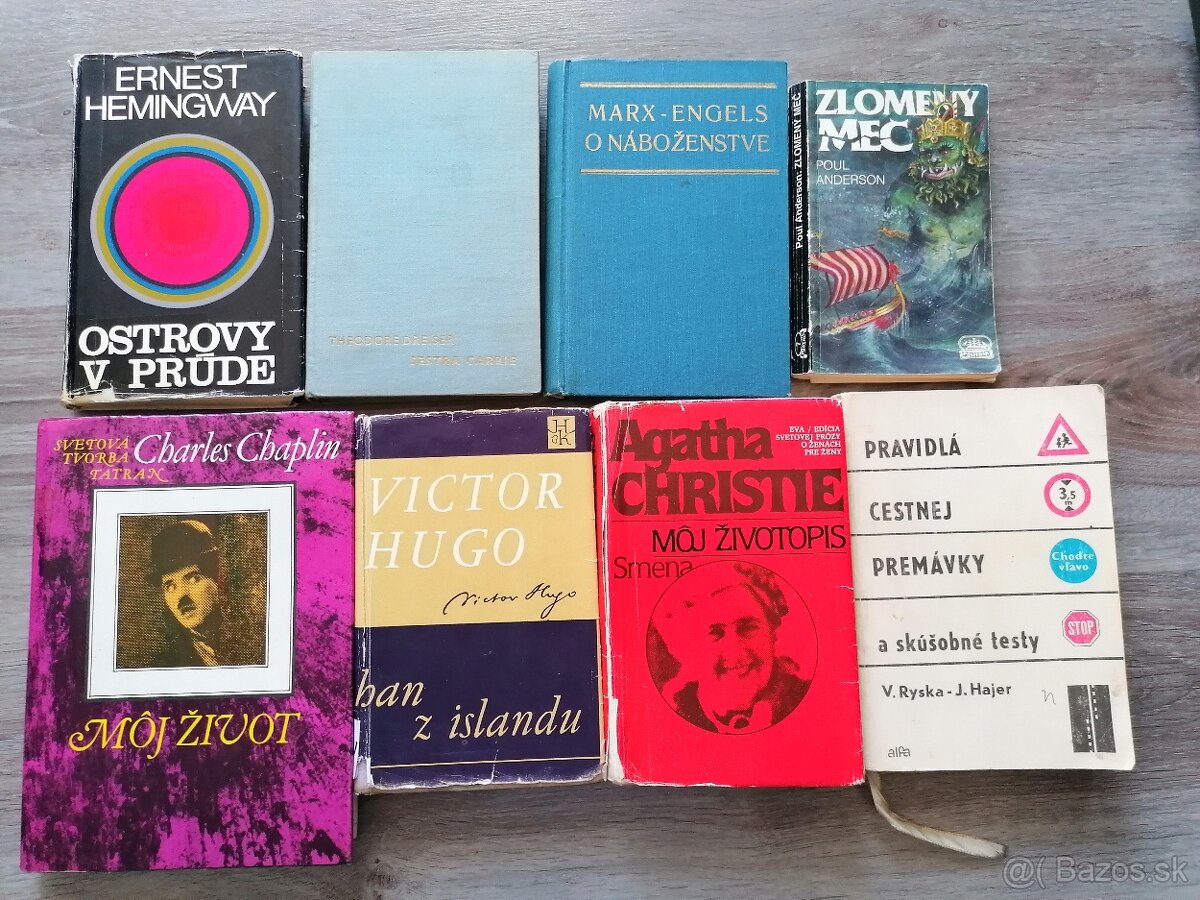 ERNEST
HEMINGWAY
OSTROVY
V PRÚDE
THEODORE DREISER
SESTRA CARRIE
MARX - ENGELS
O NÁBOŽENSTVE
Poul Anderson: ZLOMENÝ MEČ
ZLOMENÝ
MEČ
POUL
ANDERSON
SVETOVÁ
TVORBA
TATRAN
Charles Chaplin
MÔJ ŽIVOT
H
aK
VICTOR
HUGO
Victor Hugo
han
z islandu
EVA / EDÍCIA
SVETOVEJ PRÓZY
O ŽENÁCH
PRE ŽENY
Agatha
CHRISTIE
MÔJ ŽIVOTOPIS
Smena
PRAVIDLÁ
CESTNEJ
3,5
m
PREMÁVKY
Choďte
vľavo
a skúšobné testy
STOP
V. Ryska - J. Hajer
n
alfa
@( Bazos.sk